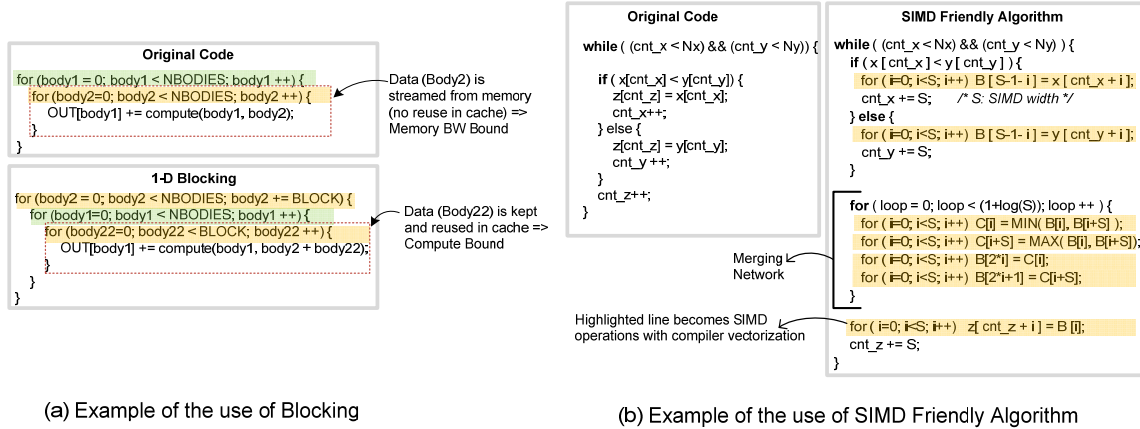 Original Code
for (body1 = 0; body1 < NBODIES; body1 ++) {
for (body2=0; body2 < NBODIES; body2 ++) {
OUT[body1] += compute(body1, body2);
}
}
Data (Body2) is
streamed from memory
(no reuse in cache) =>
Memory BW Bound
1-D Blocking
for (body2 = 0; body2 < NBODIES; body2 += BLOCK) {
for (body1=0; body1 < NBODIES; body1 ++) {
for (body22=0; body22 < BLOCK; body22 ++) {
OUT[body1] += compute(body1, body2 + body22);
}
}
}
Data (Body22) is kept
and reused in cache =>
Compute Bound
(a) Example of the use of Blocking
Original Code
while ( (cnt_x < Nx) && (cnt_y < Ny)) {
if ( x[cnt_x] < y[cnt_y]) {
z[cnt_z] = x[cnt_x];
cnt_x++;
} else {
z[cnt_z] = y[cnt_y];
cnt_y ++;
}
cnt_z++;
}
SIMD Friendly Algorithm
while ( (cnt_x < Nx) && (cnt_y < Ny) ) {
if ( x [ cnt_x ] < y [ cnt_y ] ) {
for ( i=0; i<S; i++) B [ S-1- i ] = x [ cnt_x + i ];
cnt_x += S; /* S: SIMD width */
} else {
for ( i=0; i<S; i++) B [ S-1- i ] = y [ cnt_y + i ];
cnt_y += S;
}
for ( loop = 0; loop < (1+log(S)); loop ++ ) {
for ( i=0; i<S; i++) C[i] = MIN( B[i], B[i+S] );
for ( i=0; i<S; i++) C[i+S] = MAX( B[i], B[i+S]);
for ( i=0; i<S; i++) B[2*i] = C[i];
for ( i=0; i<S; i++) B[2*i+1] = C[i+S];
}
for ( i=0; i<S; i++) z[ cnt_z + i ] = B [i];
cnt_z += S;
}
Merging
Network
Highlighted line becomes SIMD
operations with compiler vectorization
(b) Example of the use of SIMD Friendly Algorithm